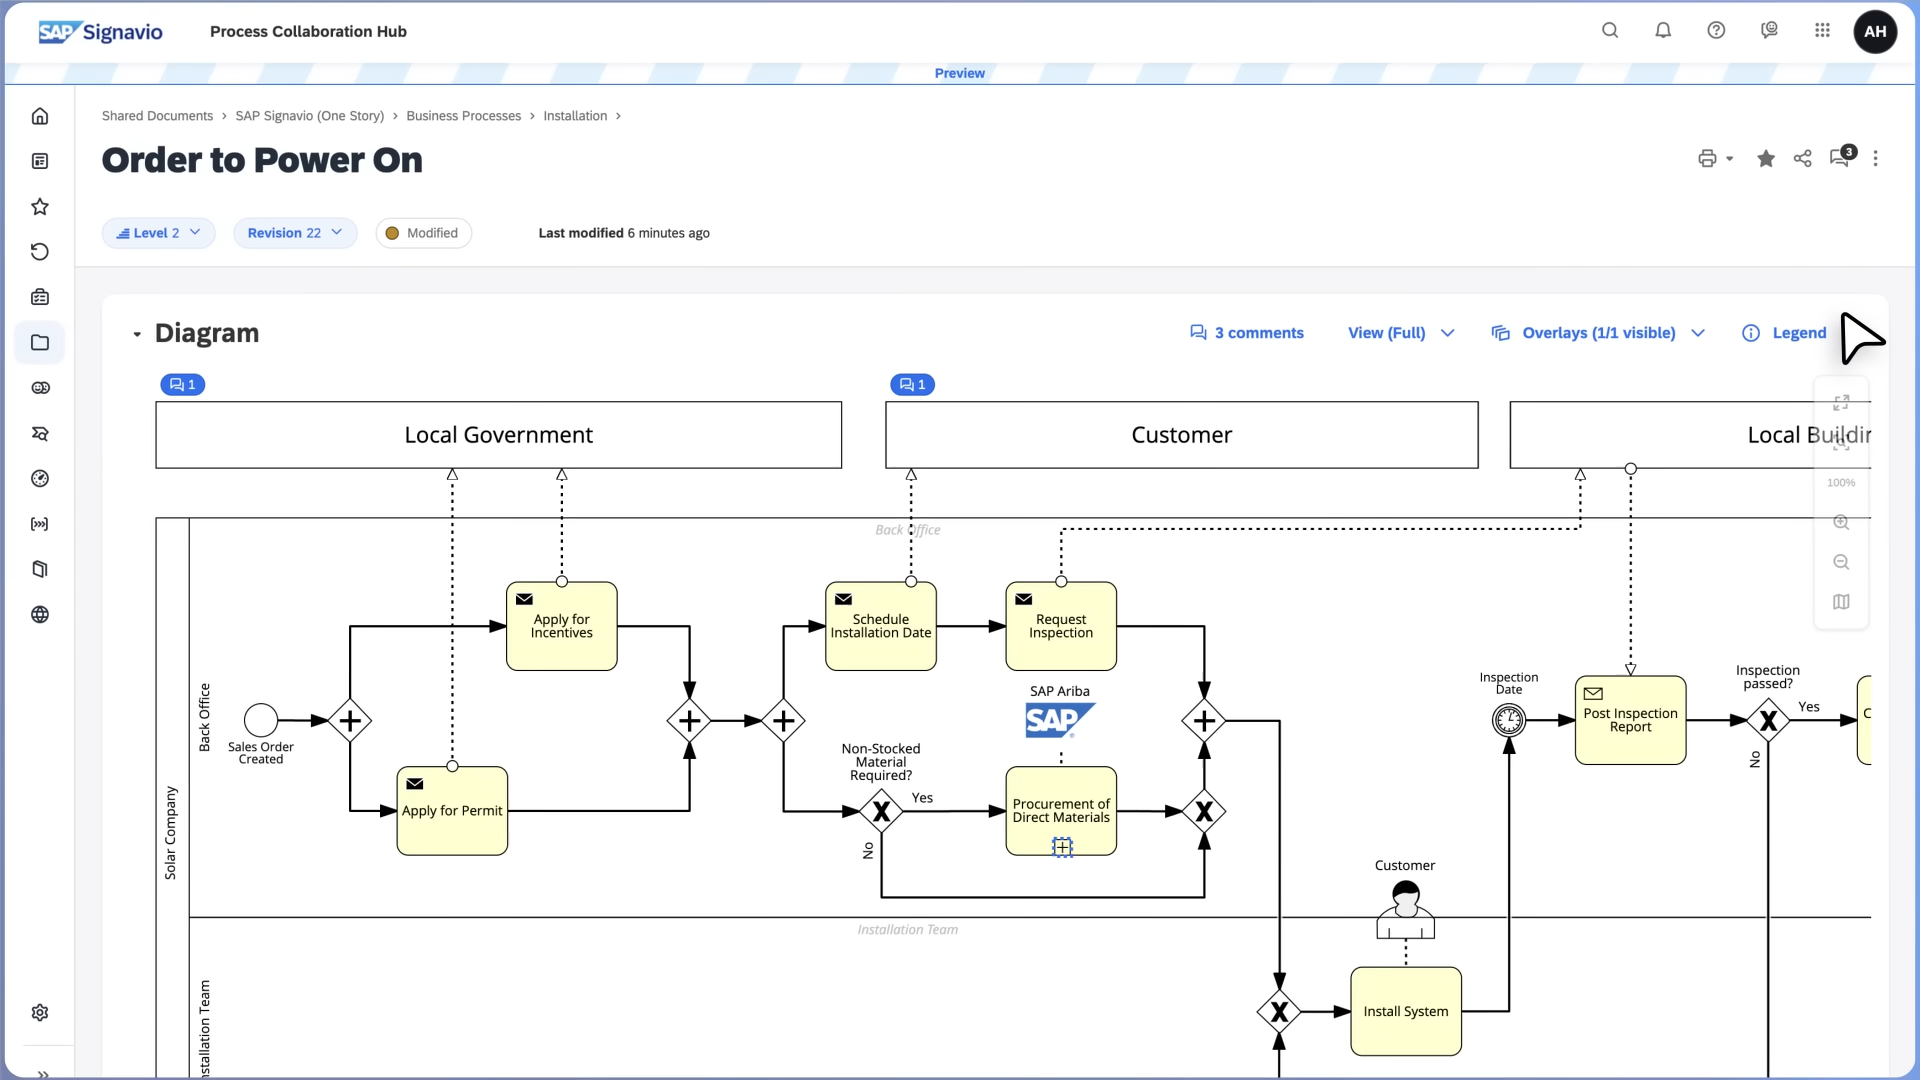 SAP Signavio
Process Collaboration Hub
AH
Preview
Shared Documents › SAP Signavio (One Story) › Business Processes › Installation ›
Order to Power On
3
Level 2
Revision 22
Modified
Last modified 6 minutes ago
Diagram
3 comments
View (Full)
Overlays (1/1 visible)
Legend
1
1
Local Government
Customer
Local Buildin
100%
Back Office
Apply for
Incentives
Schedule
Installation Date
Request
Inspection
SAP Ariba
SAP
Inspection
Date
Inspection
passed?
Post Inspection
Report
Yes
C
No
Back Office
Sales Order
Created
Non-Stocked
Material
Required?
Yes
Procurement of
Direct Materials
Apply for Permit
No
Solar Company
Customer
Installation Team
Install System
nstallation Team